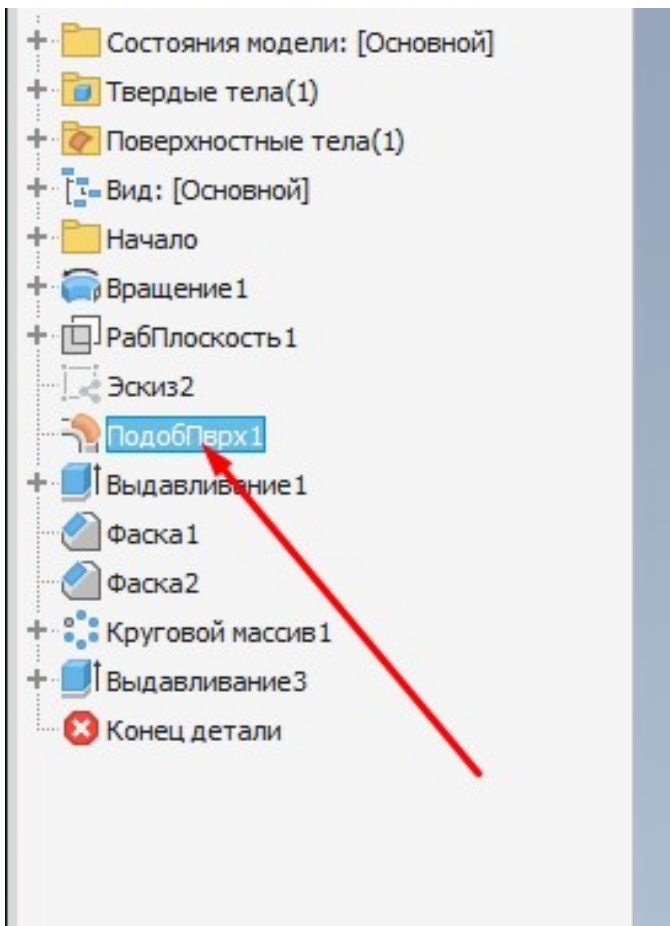 Состояния модели: [Основной]
Твердые тела(1)
Поверхностные тела(1)
Вид: [Основной]
Начало
Вращение1
РабПлоскость1
Эскиз2
ПодобПврх1
Выдавливание1
Фаска1
Фаска2
Круговой массив1
Выдавливание3
Конец детали